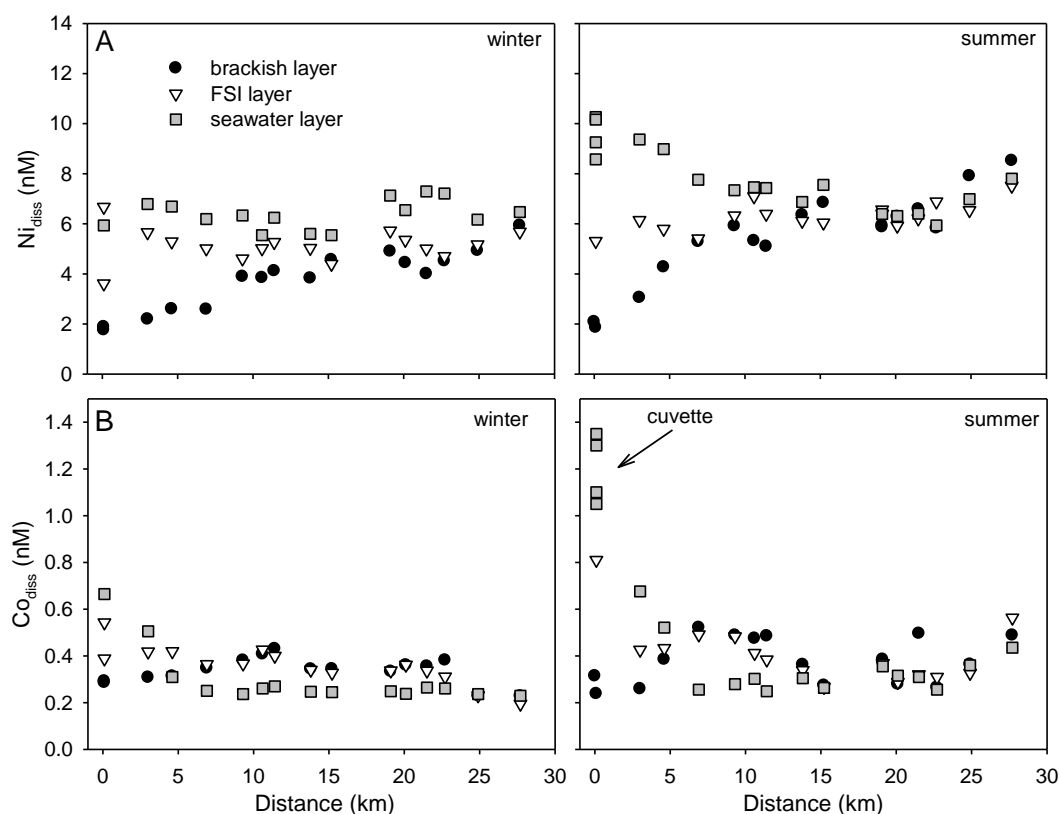 A
winter
brackish layer
FSI layer
seawater layer
summer
Ni_diss (nM)
14
12
10
8
6
4
2
0
B
winter
cuvette
summer
Co_diss (nM)
1.4
1.2
1.0
0.8
0.6
0.4
0.2
0.0
0 5 10 15 20 25 30
0 5 10 15 20 25 30
Distance (km)
Distance (km)